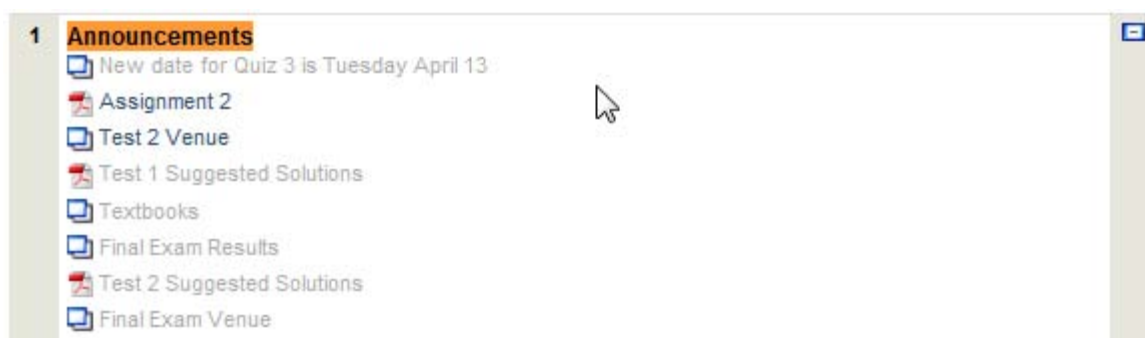 1 Announcements
New date for Quiz 3 is Tuesday April 13
Assignment 2
Test 2 Venue
Test 1 Suggested Solutions
Textbooks
Final Exam Results
Test 2 Suggested Solutions
Final Exam Venue